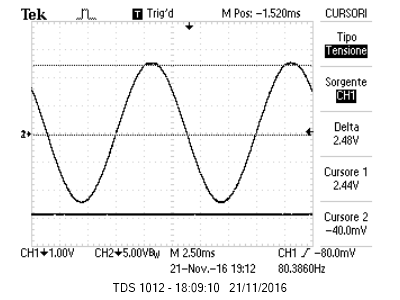 Tek T Trig'd M Pos: -1.520ms CURSORI
Tipo
Tensione
Sorgente
CH1
Delta
2.48V
2
Cursore 1
2.44V
Cursore 2
-40.0mV
CH1 1.00V CH2 5.00VBW M 2.50ms CH1 -80.0mV
21-Nov.-16 19:12 80.3860Hz
TDS 1012 - 18:09:10 21/11/2016